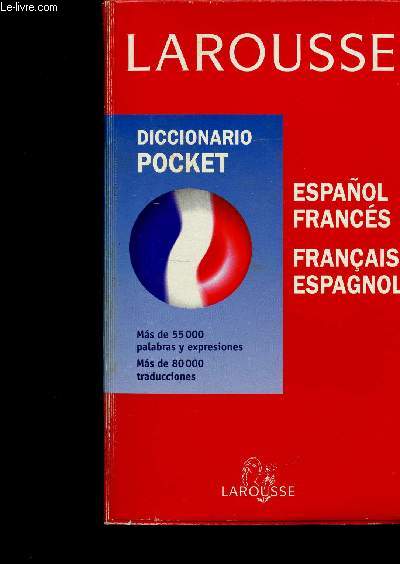 Le-livre.com
LAROUSSE
DICCIONARIO
POCKET
ESPAÑOL
FRANCÉS
FRANÇAIS
ESPAGNOL
Más de 55 000
palabras y expresiones
Más de 80 000
traducciones
LAROUSSE